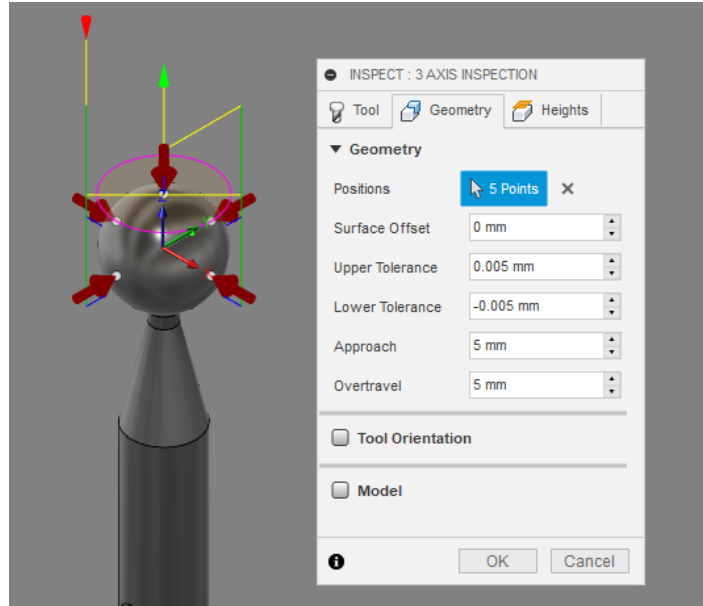 INSPECT : 3 AXIS INSPECTION
Tool Geometry Heights
Geometry
Positions 5 Points
Surface Offset 0 mm
Upper Tolerance 0.005 mm
Lower Tolerance -0.005 mm
Approach 5 mm
Overtravel 5 mm
Tool Orientation
Model
OK Cancel
Z
Y